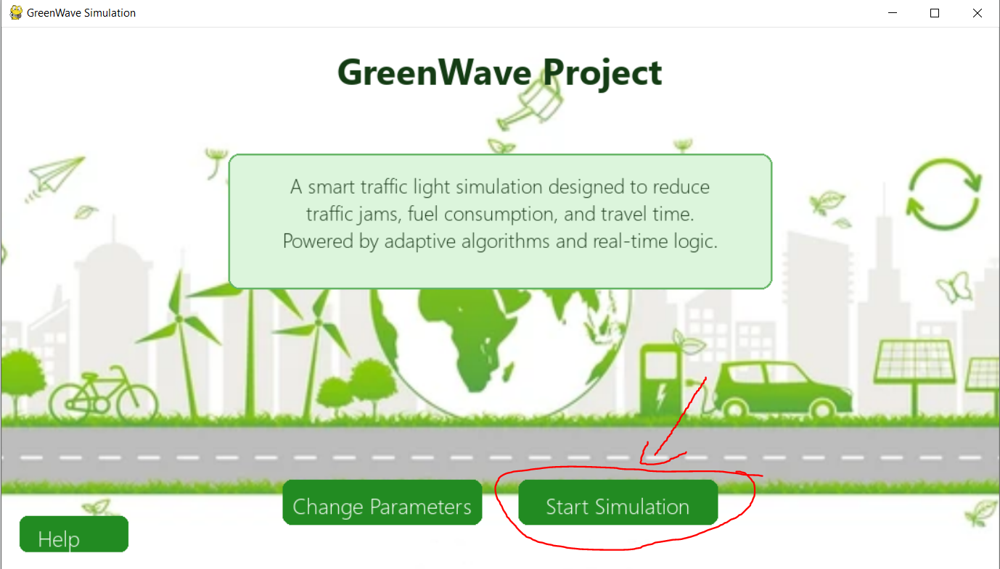 GreenWave Simulation
GreenWave Project
A smart traffic light simulation designed to reduce
traffic jams, fuel consumption, and travel time.
Powered by adaptive algorithms and real-time logic.
Change Parameters
Start Simulation
Help